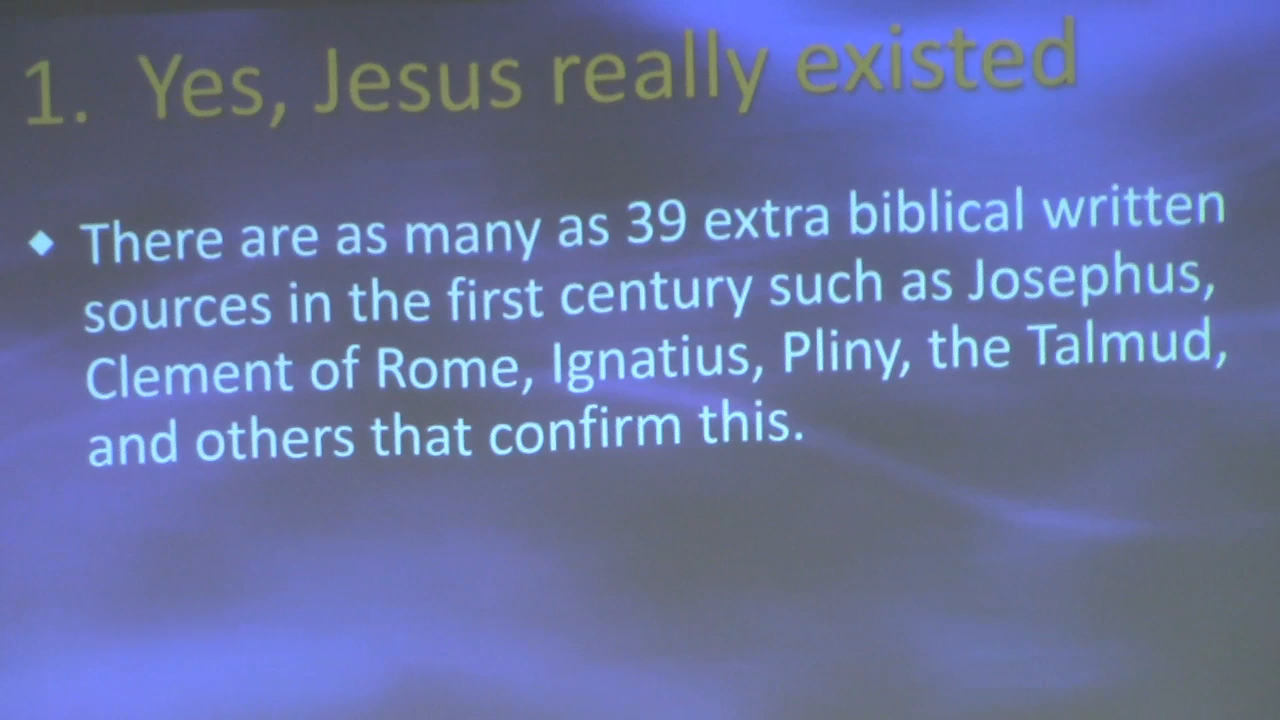 1. Yes, Jesus really existed
There are as many as 39 extra biblical written
sources in the first century such as Josephus,
Clement of Rome, Ignatius, Pliny, the Talmud,
and others that confirm this.